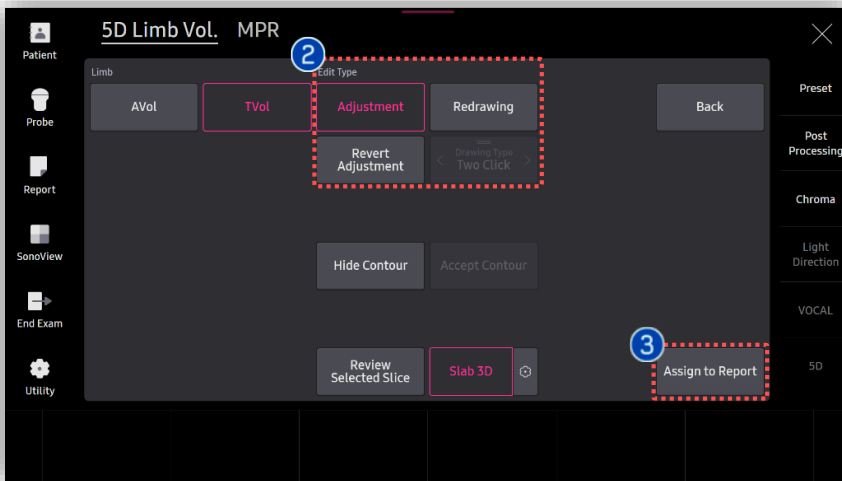 5D Limb Vol. MPR
Patient
Probe
Report
SonoView
End Exam
Utility
Limb
AVol
TVol
2
Edit Type
Adjustment
Redrawing
Revert
Adjustment
Drawing Type
< Two Click >
Hide Contour
Accept Contour
Review
Selected Slice
Slab 3D
Back
3
Assign to Report
Preset
Post
Processing
Chroma
Light
Direction
VOCAL
5D